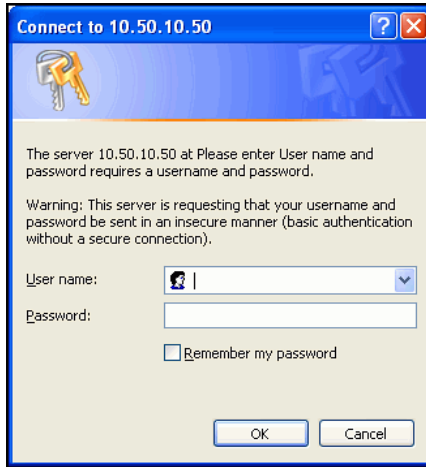 Connect to 10.50.10.50
The server 10.50.10.50 at Please enter User name and
password requires a username and password.
Warning: This server is requesting that your username and
password be sent in an insecure manner (basic authentication
without a secure connection).
User name:
Password:
Remember my password
OK
Cancel